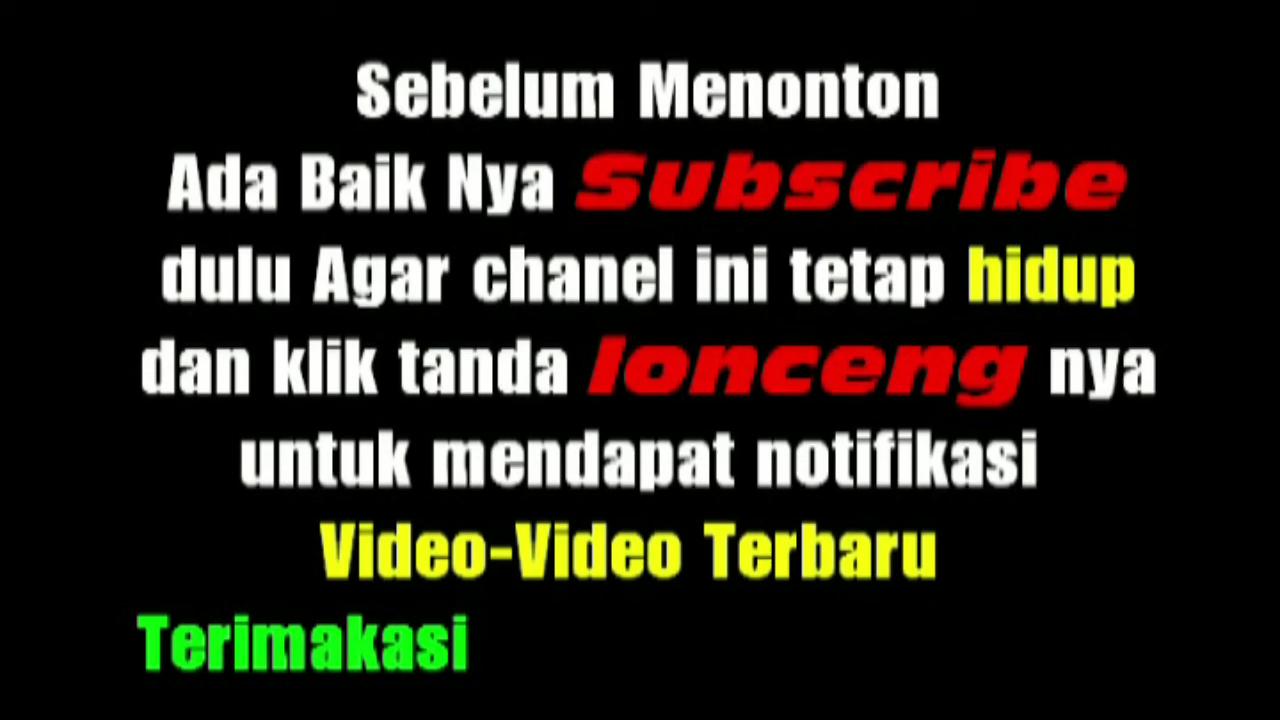 Sebelum Menonton
Ada Baik Nya Subscribe
dulu Agar chanel ini tetap hidup
dan klik tanda lonceng nya
untuk mendapat notifikasi
Video-Video Terbaru
Terimakasi